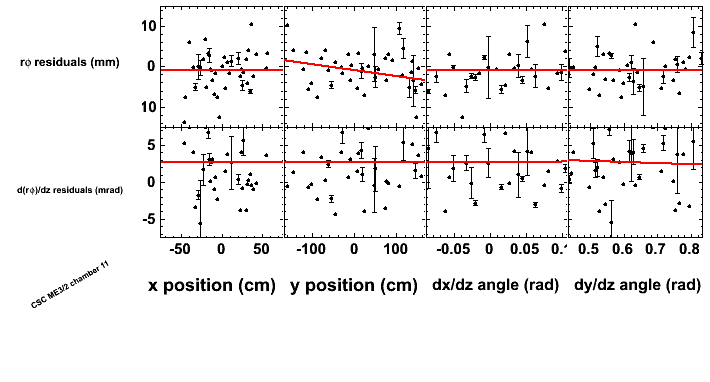 rφ residuals (mm)
10
0
10
d(rφ)/dz residuals (mrad)
5
0
-5
-50 0 50
-100 0 100
-0.05 0 0.05 0.1
0.5 0.6 0.7 0.8
x position (cm) y position (cm) dx/dz angle (rad) dy/dz angle (rad)
CSC ME3/2 chamber 11